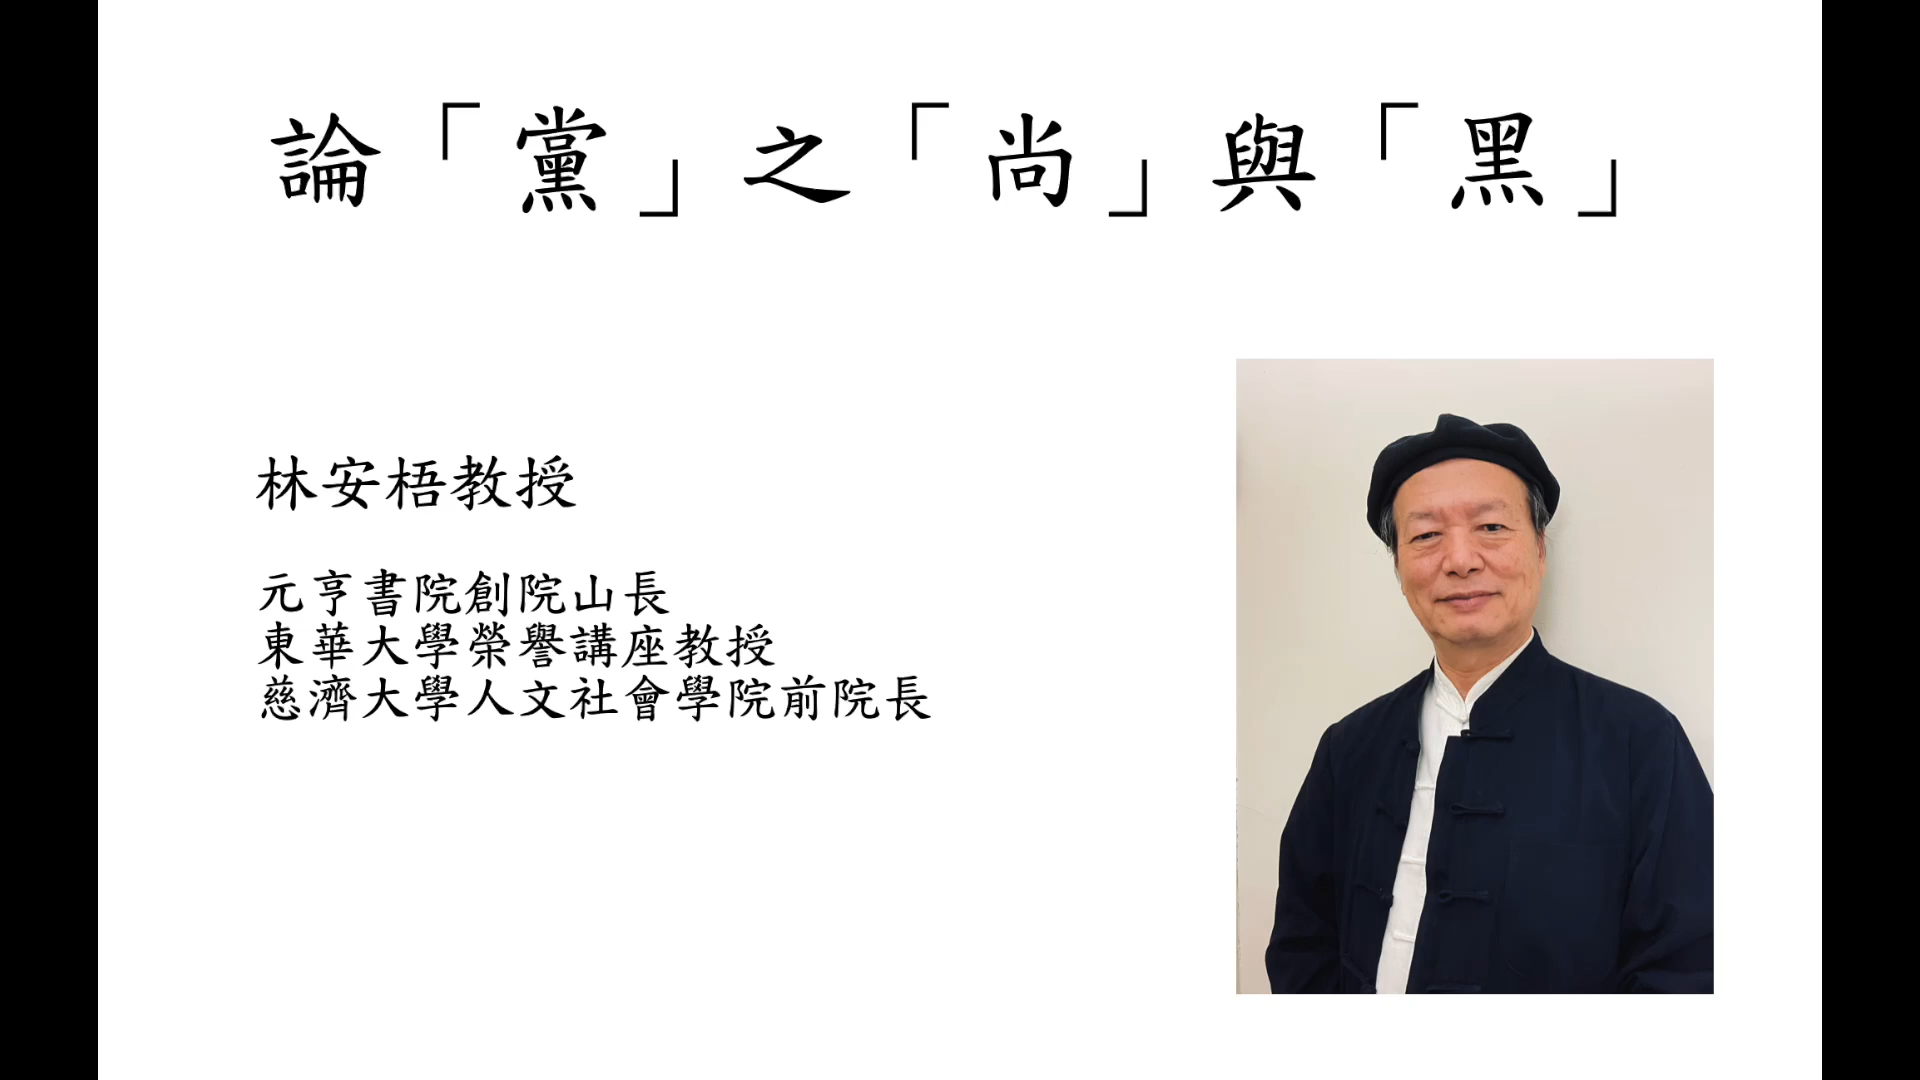 論「黨」之「尚」與「黑」
林安梧教授
元亨書院創院山長
東華大學榮譽講座教授
慈濟大學人文社會學院前院長